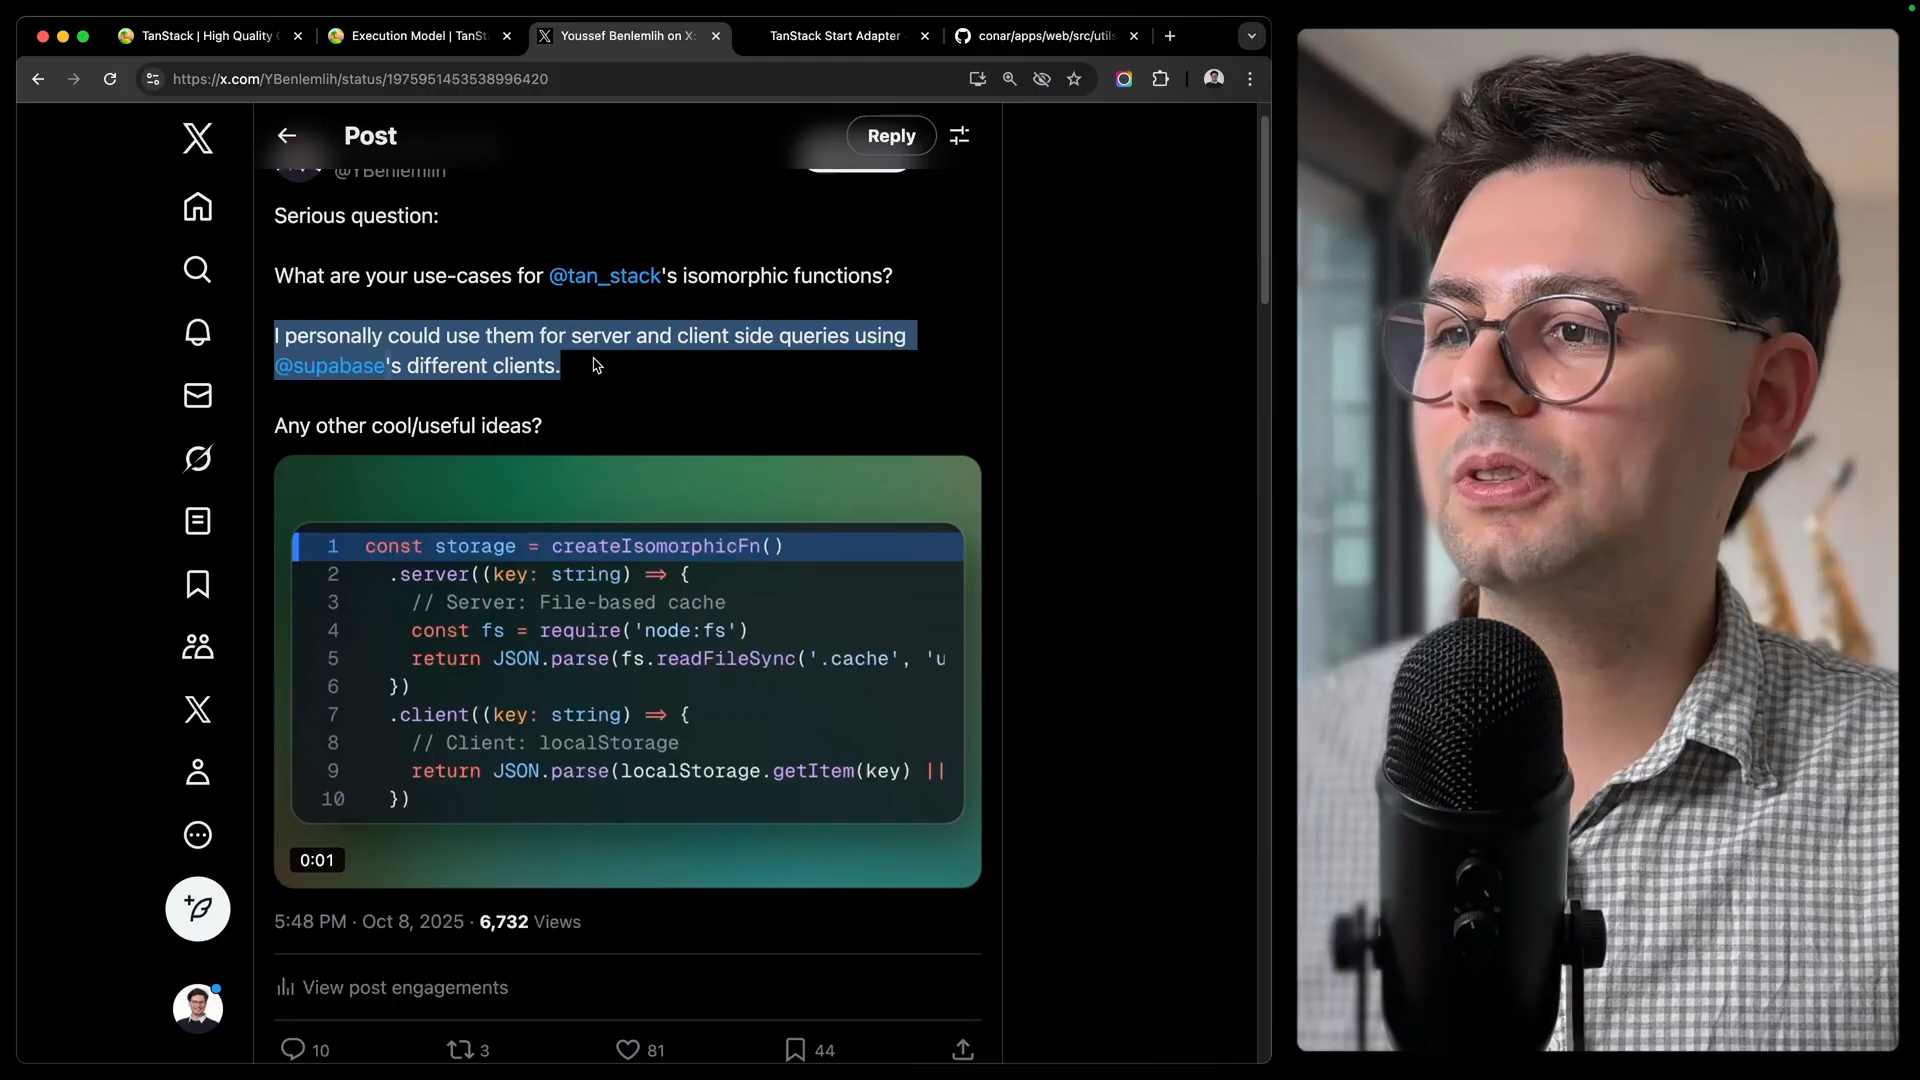 TanStack | High Quality
Execution Model | TanSt
Youssef Benlemlih on X:
TanStack Start Adapter
conar/apps/web/src/utils
https://x.com/YBenlemlih/status/1975951453538996420
Post
Reply
@YBenlemlih
Serious question:
What are your use-cases for @tan_stack's isomorphic functions?
I personally could use them for server and client side queries using
@supabase's different clients.
Any other cool/useful ideas?
1 const storage = createIsomorphicFn()
2 .server((key: string) ⇒ {
3 // Server: File-based cache
4 const fs = require('node:fs')
5 return JSON.parse(fs.readFileSync('.cache', 'u
6 })
7 .client((key: string) ⇒ {
8 // Client: localStorage
9 return JSON.parse(localStorage.getItem(key) ||
10 })
0:01
5:48 PM · Oct 8, 2025 · 6,732 Views
View post engagements
10 3 81 44